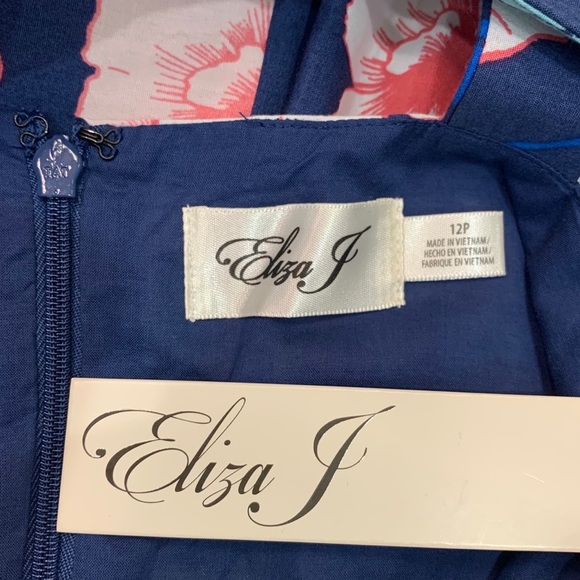 Eliza J
12P
MADE IN VIETNAM/
HECHO EN VIETNAM/
FABRIQUE EN VIETNAM
Eliza J